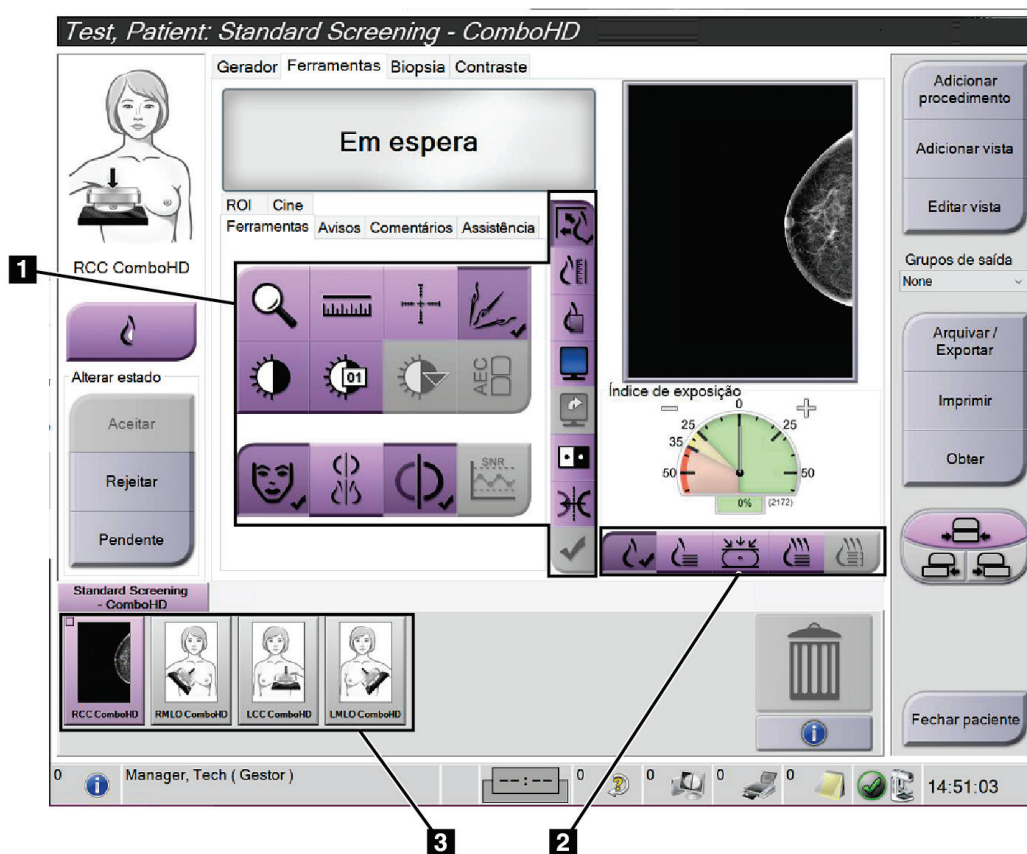 Test, Patient: Standard Screening - ComboHD
Gerador Ferramentas Biopsia Contraste
Em espera
ROI Cine
Ferramentas Avisos Comentários Assistência
RCC ComboHD
Alterar estado
Aceitar
Rejeitar
Pendente
1
01
AEC
SNR
Índice de exposição
0
25 25
35
50 50
0% (2172)
2
Adicionar
procedimento
Adicionar vista
Editar vista
Grupos de saída
None
Arquivar /
Exportar
Imprimir
Obter
Fechar paciente
Standard Screening
- ComboHD
RCC ComboHD RMLO ComboHD LCC ComboHD LMLO ComboHD
0 Manager, Tech ( Gestor ) --:-- 0 0 0 0 14:51:03
3